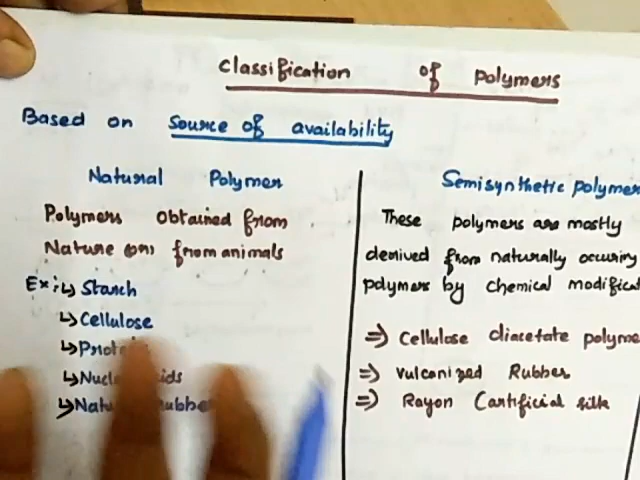 Classification of polymers
Based on Source of availability
Natural Polymer
Polymers obtained from
Nature (or) from animals
Ex: ↳ Starch
↳ Cellulose
↳
↳
↳
Semisynthetic
These polymers are mostly
derived from naturally occuring
polymers by chemical
⇒ Cellulose diacetate
⇒ Vulcanized Rubber
⇒ Rayon (artificial silk